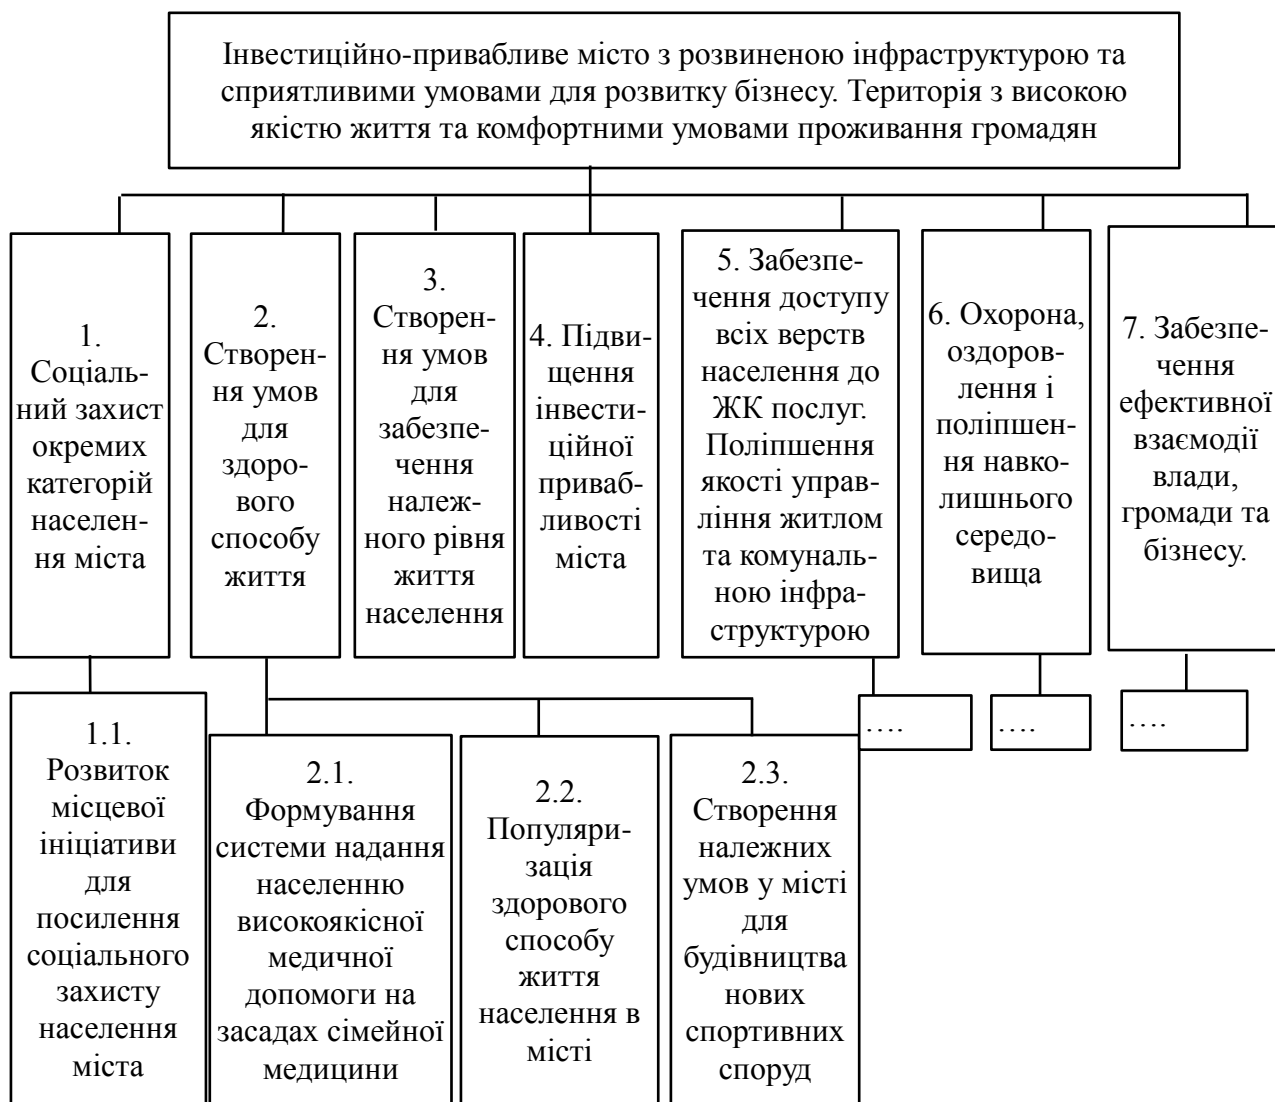 Інвестиційно-привабливе місто з розвиненою інфраструктурою та
сприятливими умовами для розвитку бізнесу. Територія з високою
якістю життя та комфортними умовами проживання громадян
1.
Соціаль-
ний захист
окремих
категорій
населен-
ня міста
2.
Створен-
ня умов
для
здоро-
вого
способу
життя
3.
Створен-
ня умов
для
забезпе-
чення
належ-
ного рівня
життя
населення
4. Підви-
щення
інвести-
ційної
приваб-
ливості
міста
5. Забезпе-
чення доступу
всіх верств
населення до
ЖК послуг.
Поліпшення
якості управ-
ління житлом
та комуналь-
ною інфра-
структурою
6. Охорона,
оздоров-
лення і
поліпшен-
ня навко-
лишнього
середо-
вища
7. Забезпе-
чення
ефективної
взаємодії
влади,
громади та
бізнесу.
1.1.
Розвиток
місцевої
ініціативи
для
посилення
соціального
захисту
населення
міста
2.1.
Формування
системи надання
населенню
високоякісної
медичної
допомоги на
засадах сімейної
медицини
2.2.
Популяри-
зація
здорового
способу
життя
населення в
місті
2.3.
Створення
належних
умов у місті
для
будівництва
нових
спортивних
споруд
….
….
….